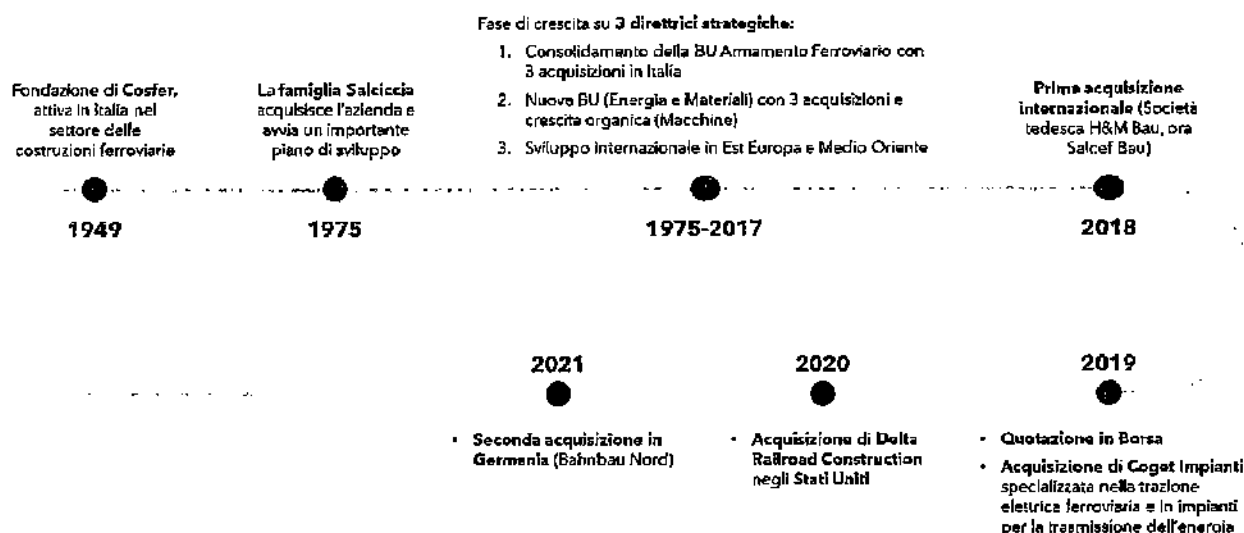 Fase di crescita su 3 direttrici strategiche:
1. Consolidamento della BU Armamento Ferroviario con
3 acquisizioni in Italia
2. Nuove BU (Energia e Materiali) con 3 acquisizioni e
crescita organica (Macchine)
3. Sviluppo internazionale in Est Europa e Medio Oriente
Fondazione di Cosfer,
attiva in Italia nel
settore delle
costruzioni ferroviarie
La famiglia Salciccia
acquisisce l'azienda e
avvia un importante
piano di sviluppo
Prima acquisizione
internazionale (Società
tedesca H&M Bau, ora
Salcef Bau)
1949
1975
1975-2017
2018
2021
2020
2019
• Seconda acquisizione in
Germania (Bahnbau Nord)
• Acquisizione di Delta
Railroad Construction
negli Stati Uniti
• Quotazione in Borsa
• Acquisizione di Coget Impianti
specializzata nella trazione
elettrica ferroviaria e in impianti
per la trasmissione dell'energia